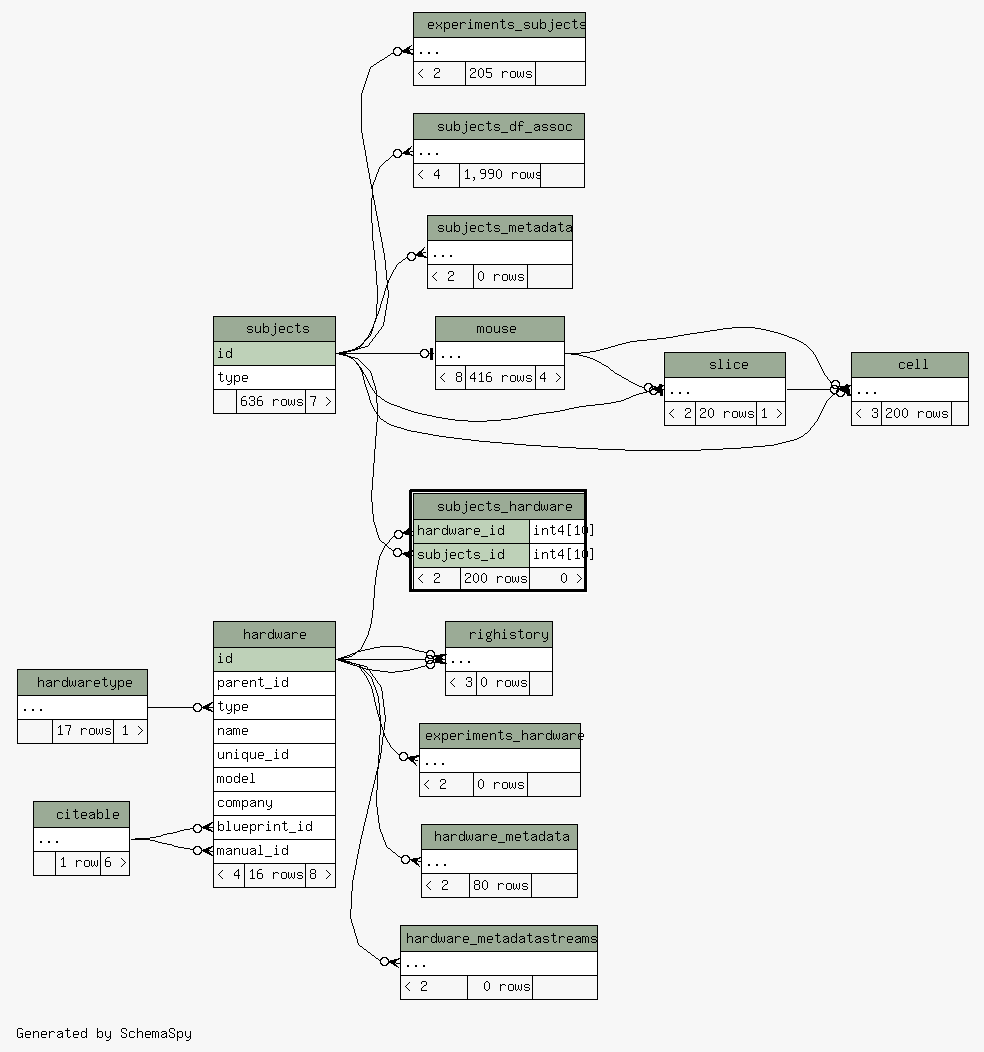 experiments_subjects
...
< 2 205 rows
subjects_df_assoc
...
< 4 1,990 rows
subjects_metadata
...
< 2 0 rows
subjects
id
type
636 rows 7 >
mouse
...
< 8 416 rows 4 >
slice
...
< 2 20 rows 1 >
cell
...
< 3 200 rows
subjects_hardware
hardware_id int4[10]
subjects_id int4[10]
< 2 200 rows 0 >
hardware
id
parent_id
type
name
unique_id
model
company
blueprint_id
manual_id
< 4 16 rows 8 >
righistory
...
< 3 0 rows
hardwaretype
...
17 rows 1 >
experiments_hardware
...
< 2 0 rows
citeable
...
1 row 6 >
hardware_metadata
...
< 2 80 rows
hardware_metadatastreams
...
< 2 0 rows
Generated by SchemaSpy